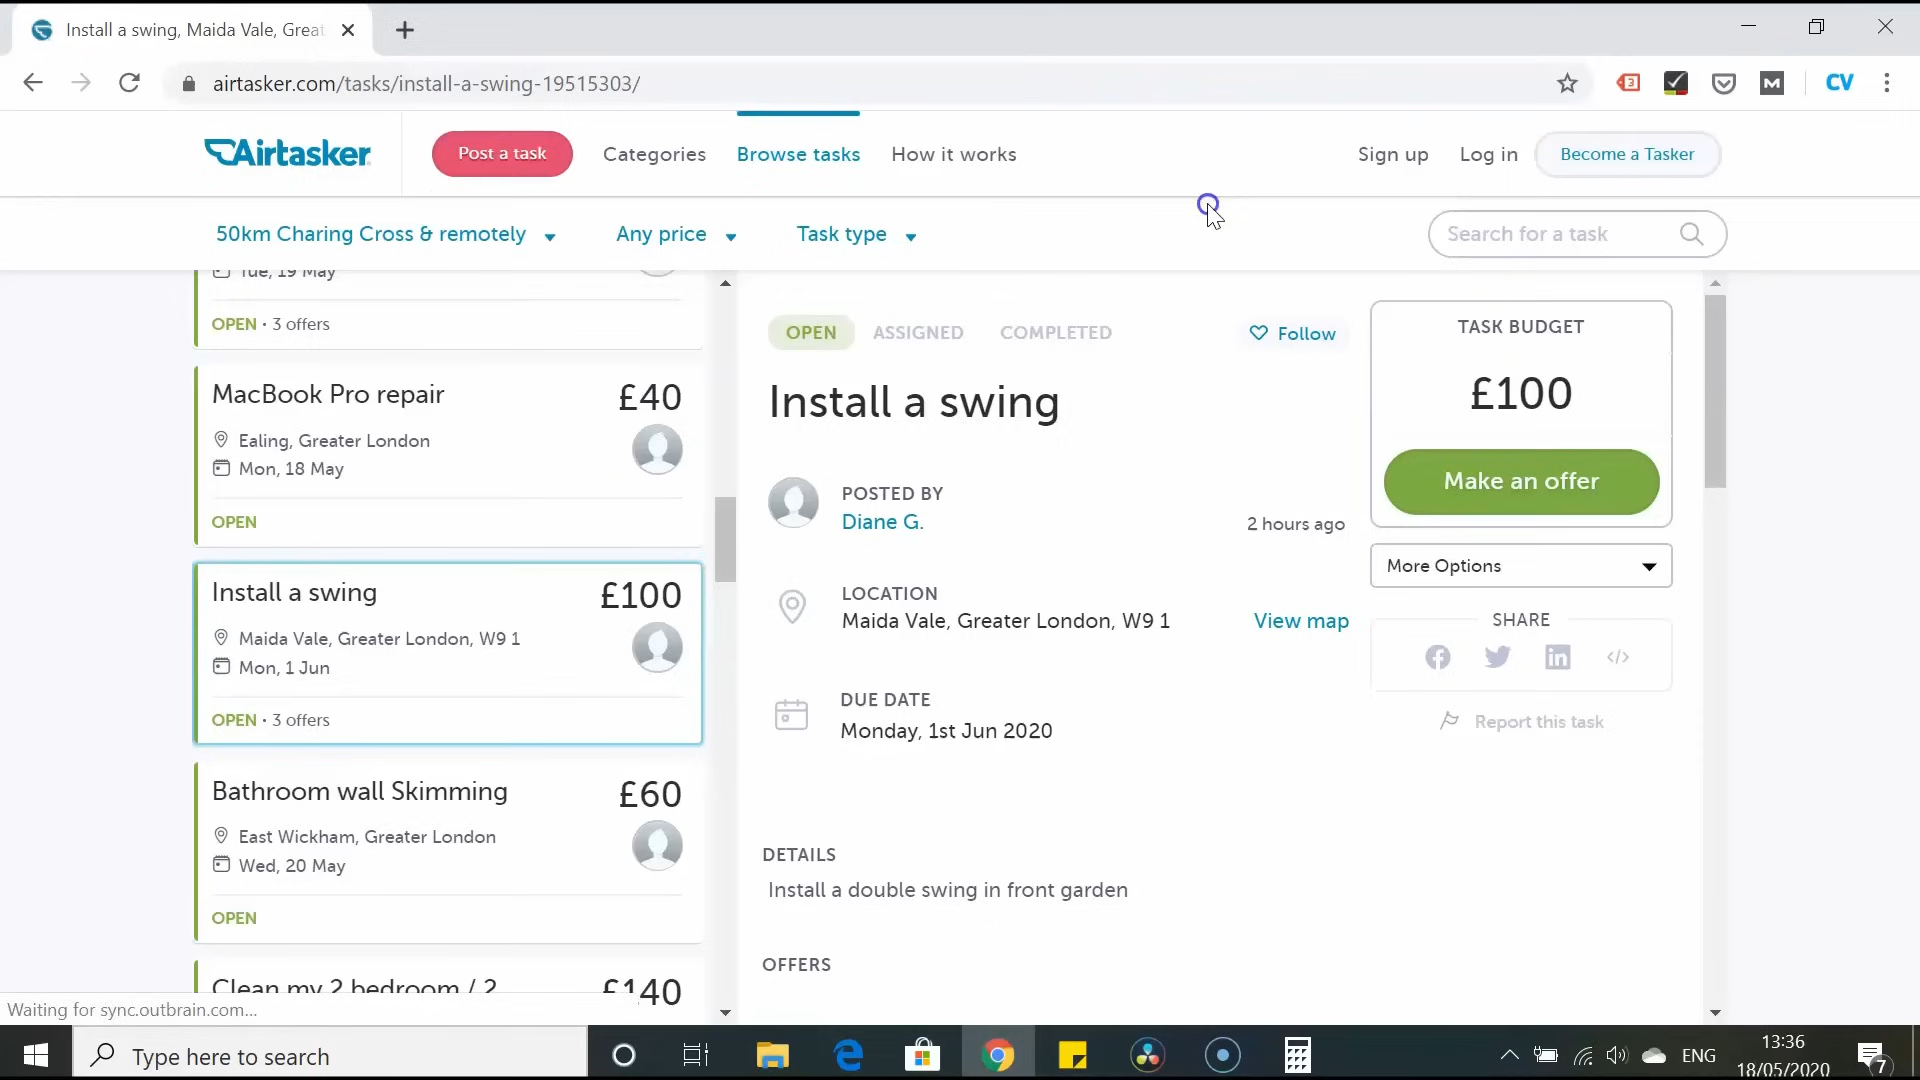 Install a swing, Maida Vale, Great
airtasker.com/tasks/install-a-swing-19515303/
3
M
CV
Airtasker
Post a task
Categories
Browse tasks
How it works
Sign up
Log in
Become a Tasker
50km Charing Cross & remotely
Any price
Task type
Search for a task
Tue, 19 May
OPEN · 3 offers
MacBook Pro repair
£40
Ealing, Greater London
Mon, 18 May
OPEN
Install a swing
£100
Maida Vale, Greater London, W9 1
Mon, 1 Jun
OPEN · 3 offers
Bathroom wall Skimming
£60
East Wickham, Greater London
Wed, 20 May
OPEN
Clean my 2 bedroom / 2
£140
OPEN
ASSIGNED
COMPLETED
Follow
Install a swing
POSTED BY
Diane G.
2 hours ago
LOCATION
Maida Vale, Greater London, W9 1
View map
DUE DATE
Monday, 1st Jun 2020
DETAILS
Install a double swing in front garden
OFFERS
TASK BUDGET
£100
Make an offer
More Options
SHARE
Report this task
Waiting for sync.outbrain.com...
Type here to search
ENG
13:36
18/05/2020
7